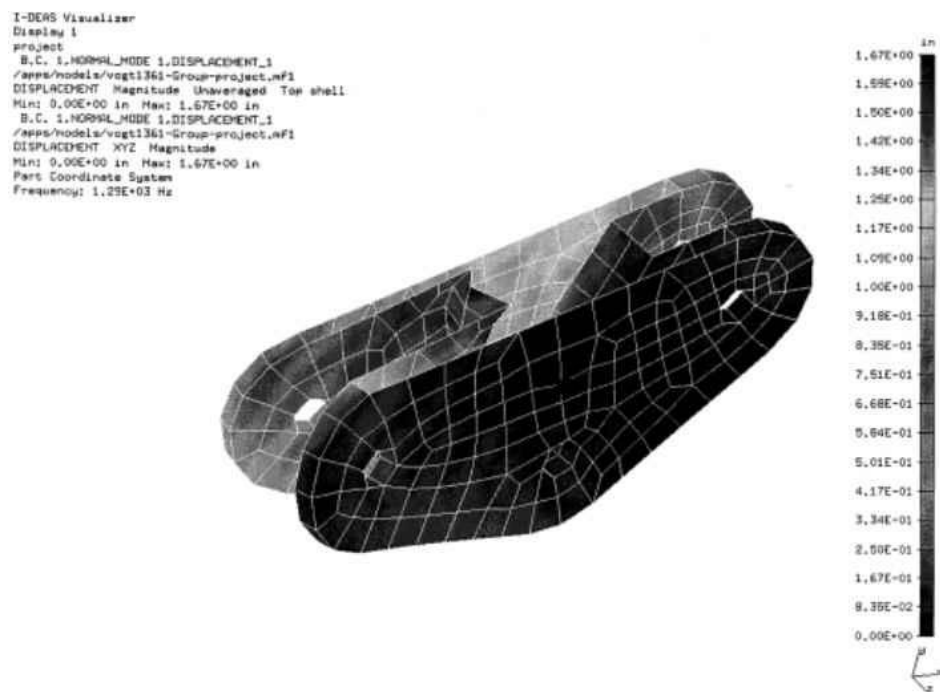 I-DEAS Visualizer
Display 1
project
B.C. 1,NORMAL_MODE 1,DISPLACEMENT_1
/apps/models/vogt1361-Group-project.mf1
DISPLACEMENT Magnitude Unaveraged Top shell
Min: 0.00E+00 in Max: 1.67E+00 in
B.C. 1,NORMAL_MODE 1,DISPLACEMENT_1
/apps/models/vogt1361-Group-project.mf1
DISPLACEMENT XYZ Magnitude
Min: 0.00E+00 in Max: 1.67E+00 in
Part Coordinate System
Frequency: 1.29E+03 Hz
in
1.67E+00
1.59E+00
1.50E+00
1.42E+00
1.34E+00
1.25E+00
1.17E+00
1.09E+00
1.00E+00
9.18E-01
8.35E-01
7.51E-01
6.68E-01
5.84E-01
5.01E-01
4.17E-01
3.34E-01
2.50E-01
1.67E-01
8.35E-02
0.00E+00